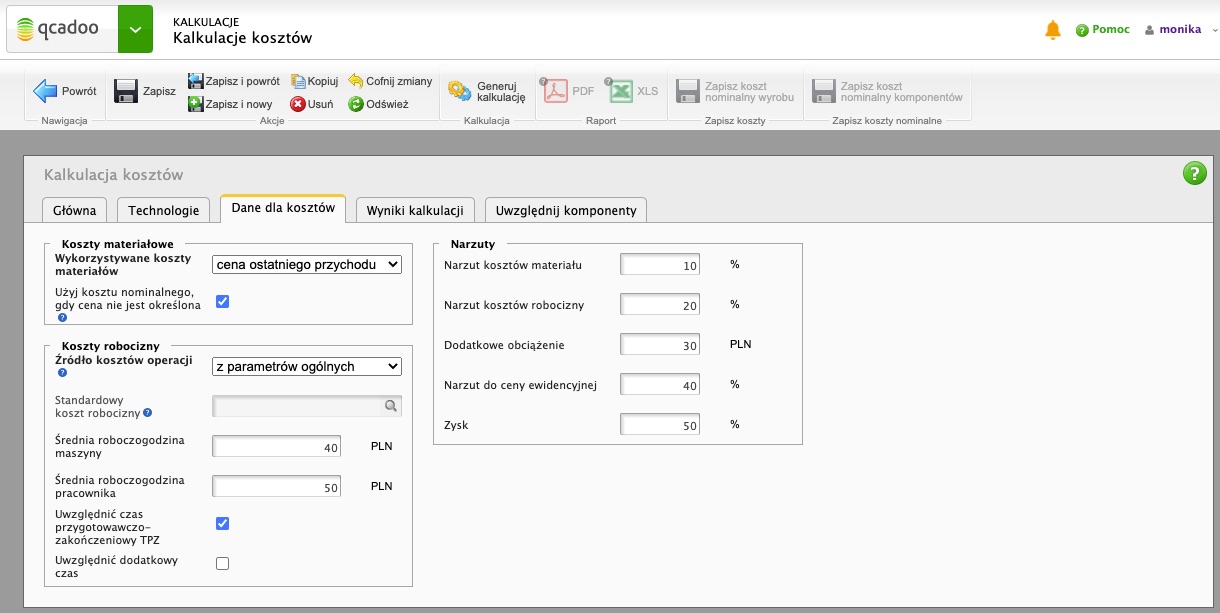 qcadoo
KALKULACJE
Kalkulacje kosztów
Pomoc
monika
Powrót
Nawigacja
Zapisz
Zapisz i powrót
Zapisz i nowy
Kopiuj
Usuń
Cofnij zmiany
Odśwież
Akcje
Generuj
kalkulację
Kalkulacja
PDF
XLS
Raport
Zapisz koszt
nominalny wyrobu
Zapisz koszty
Zapisz koszt
nominalny komponentów
Zapisz koszty nominalne
Kalkulacja kosztów
Główna
Technologie
Dane dla kosztów
Wyniki kalkulacji
Uwzględnij komponenty
Koszty materiałowe
Wykorzystywane koszty
materiałów
cena ostatniego przychodu
Użyj kosztu nominalnego,
gdy cena nie jest określona
Koszty robocizny
Źródło kosztów operacji
z parametrów ogólnych
Standardowy
koszt robocizny
Średnia roboczogodzina
maszyny
40 PLN
Średnia roboczogodzina
pracownika
50 PLN
Uwzględnić czas
przygotowawczo-
zakończeniowy TPZ
Uwzględnić dodatkowy
czas
Narzuty
Narzut kosztów materiału 10 %
Narzut kosztów robocizny 20 %
Dodatkowe obciążenie 30 PLN
Narzut do ceny ewidencyjnej 40 %
Zysk 50 %